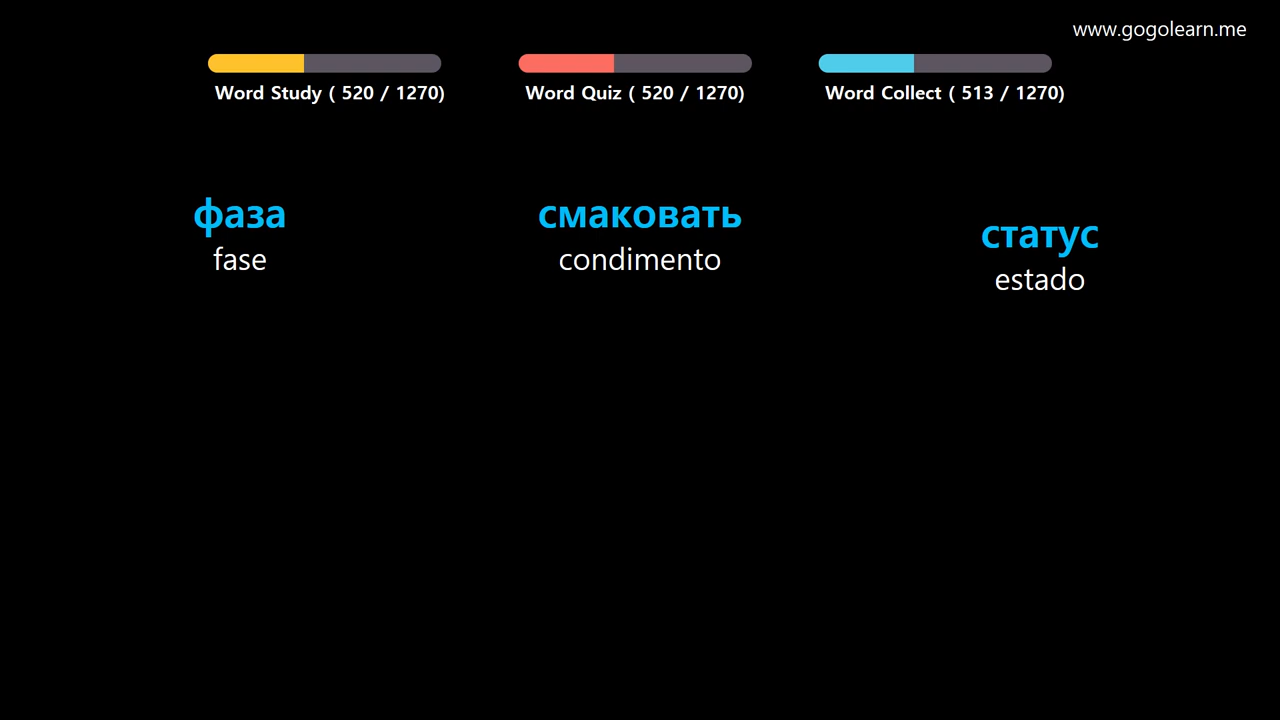 www.gogolearn.me
Word Study ( 520 / 1270)
Word Quiz ( 520 / 1270)
Word Collect ( 513 / 1270)
фаза
fase
смаковать
condimento
статус
estado